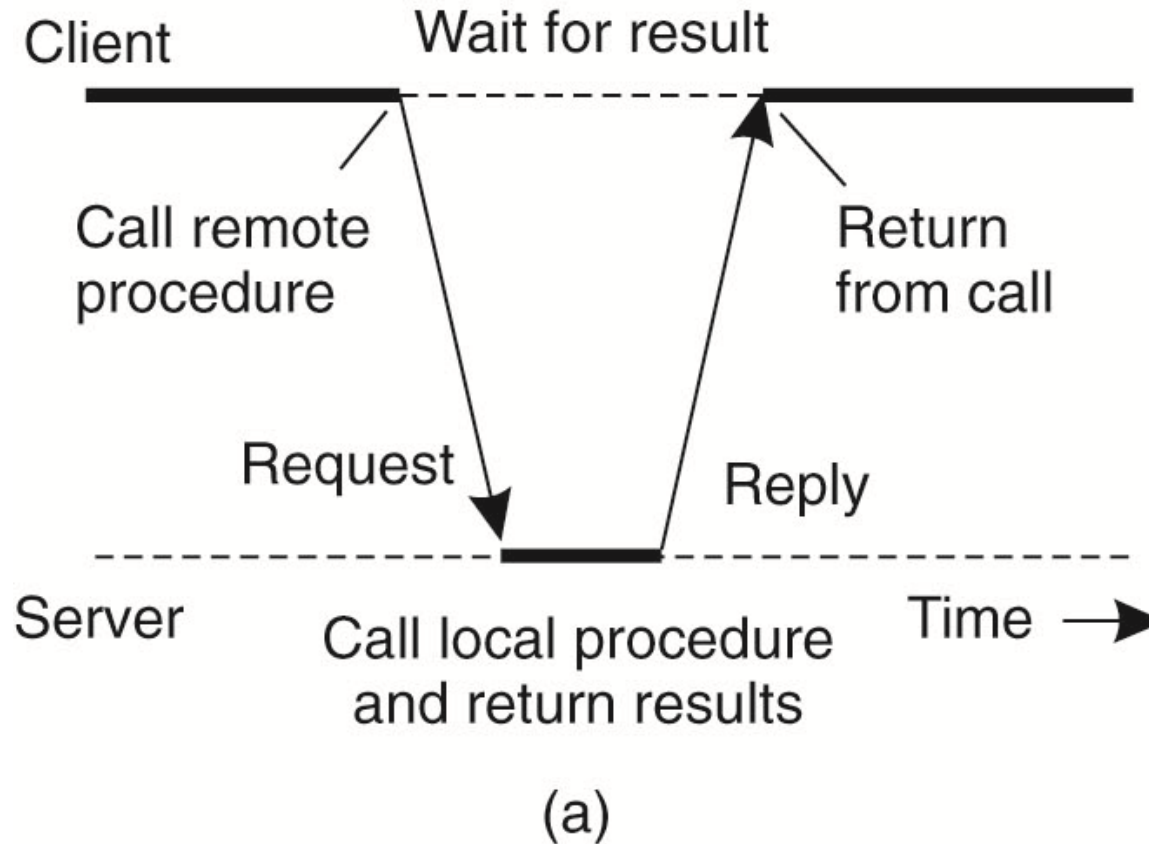 Client
Wait for result
Call remote
procedure
Return
from call
Request
Reply
Server
Time
Call local procedure
and return results
(a)